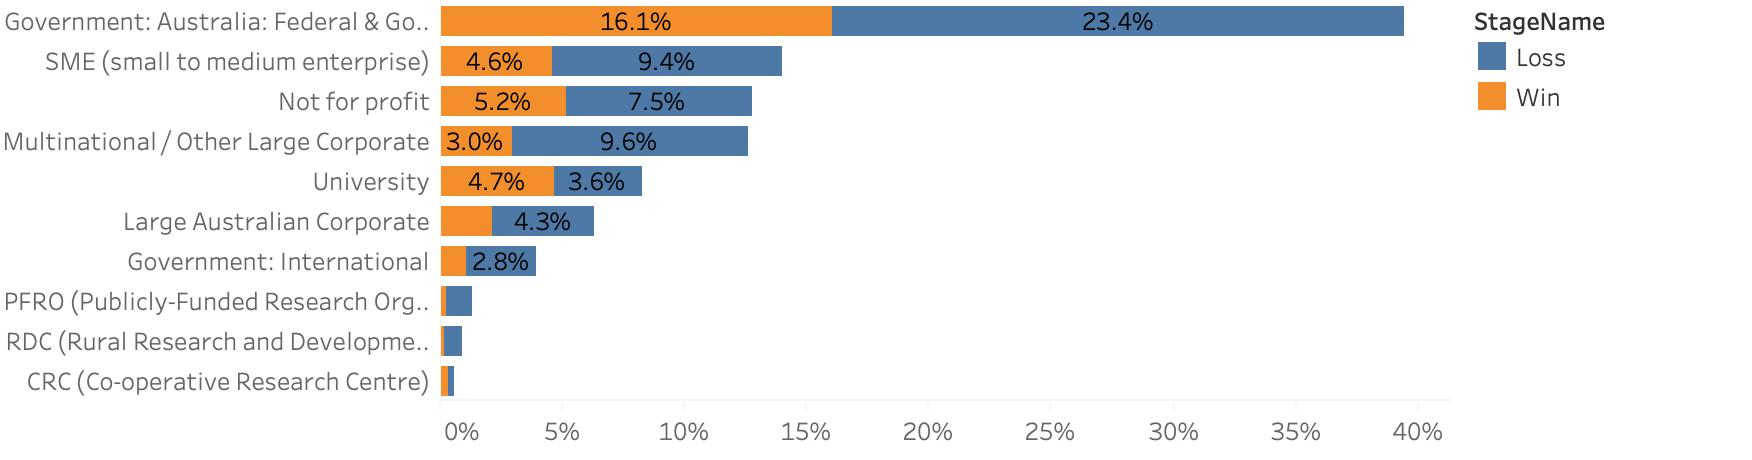 Government: Australia: Federal & Go.. 16.1% 23.4%
SME (small to medium enterprise) 4.6% 9.4%
Not for profit 5.2% 7.5%
Multinational / Other Large Corporate 3.0% 9.6%
University 4.7% 3.6%
Large Australian Corporate 4.3%
Government: International 2.8%
PFRO (Publicly-Funded Research Org..
RDC (Rural Research and Developme..
CRC (Co-operative Research Centre)
0% 5% 10% 15% 20% 25% 30% 35% 40%
StageName
Loss
Win